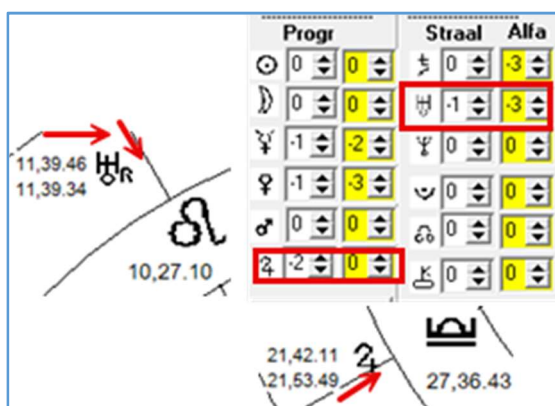 Progr
Straal Alfa
☉ 0 0
♄ 0 -3
☽ 0 0
♅ -1 -3
☿ -1 -2
♆ 0 0
♀ -1 -3
0 0
♂ 0 0
☊ 0 0
♃ -2 0
0 0
11,39.46
11,39.34
♅R
♌
10,27.10
21,42.11
21,53.49
♃
♎
27,36.43